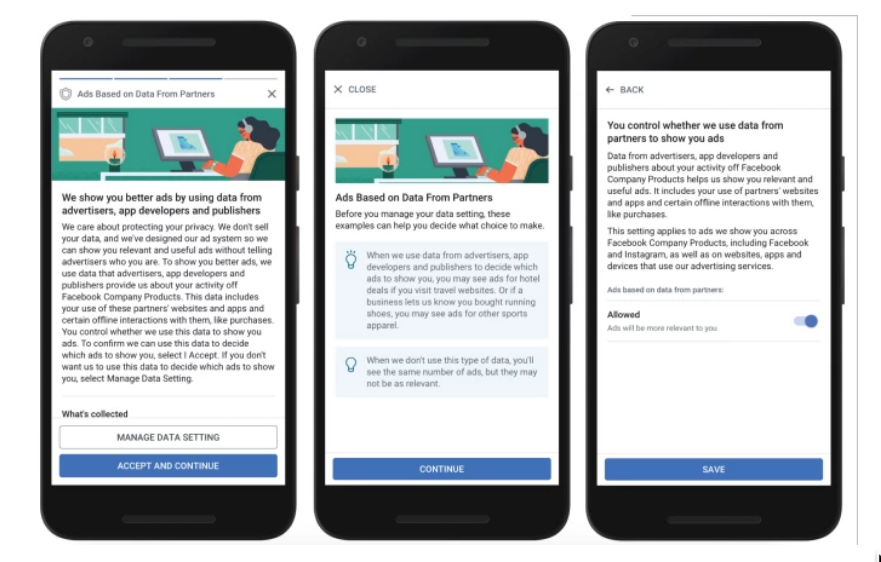 Ads Based on Data From Partners
We show you better ads by using data from
advertisers, app developers and publishers
We care about protecting your privacy. We don't sell
your data, and we've designed our ad system so we
can show you relevant and useful ads without telling
advertisers who you are. To show you better ads, we
use data that advertisers, app developers and
publishers provide us about your activity off
Facebook Company Products. This data includes
your use of these partners' websites and apps and
certain offline interactions with them, like purchases.
You control whether we use this data to show you
ads. To confirm we can use this data to decide
which ads to show you, select I Accept. If you don't
want us to use this data to decide which ads to show
you, select Manage Data Setting.
What's collected
MANAGE DATA SETTING
ACCEPT AND CONTINUE
CLOSE
Ads Based on Data From Partners
Before you manage your data setting, these
examples can help you decide what choice to make.
When we use data from advertisers, app
developers and publishers to decide which
ads to show you, you may see ads for hotel
deals if you visit travel websites. Or if a
business lets us know you bought running
shoes, you may see ads for other sports
apparel.
When we don't use this type of data, you'll
see the same number of ads, but they may
not be as relevant.
CONTINUE
BACK
You control whether we use data from
partners to show you ads
Data from advertisers, app developers and
publishers about your activity off Facebook
Company Products helps us show you relevant and
useful ads. It includes your use of partners' websites
and apps and certain offline interactions with them,
like purchases.
This setting applies to ads we show you across
Facebook Company Products, including Facebook
and Instagram, as well as on websites, apps and
devices that use our advertising services.
Ads based on data from partners:
Allowed
Ads will be more relevant to you
SAVE